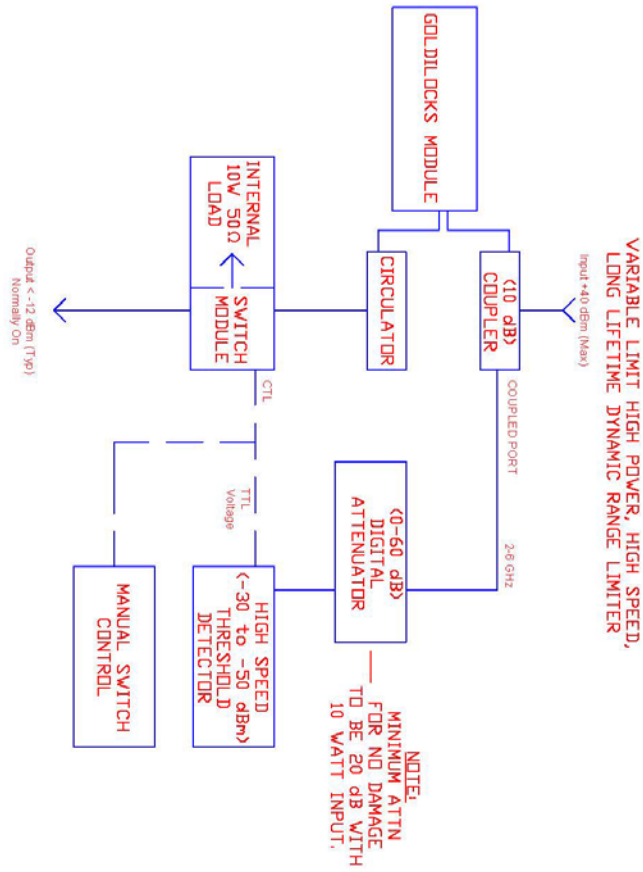 VARIABLE LIMIT HIGH POWER, HIGH SPEED,
LONG LIFETIME DYNAMIC RANGE LIMITER
Input +40 dBm (Max)
(10 dB)
COUPLER
COUPLED PORT
2-6 GHz
GOLDILOCKS MODULE
CIRCULATOR
(0-60 dB)
DIGITAL
ATTENUATOR
NOTE:
MINIMUM ATTN
FOR NO DAMAGE
TO BE 20 dB WITH
10 WATT INPUT.
INTERNAL
10W 50Ω
LOAD
SWITCH
MODULE
CTL
TTL
Voltage
HIGH SPEED
(-30 to -50 dBm)
THRESHOLD
DETECTOR
MANUAL SWITCH
CONTROL
Output < -12 dBm (Typ)
Normally On